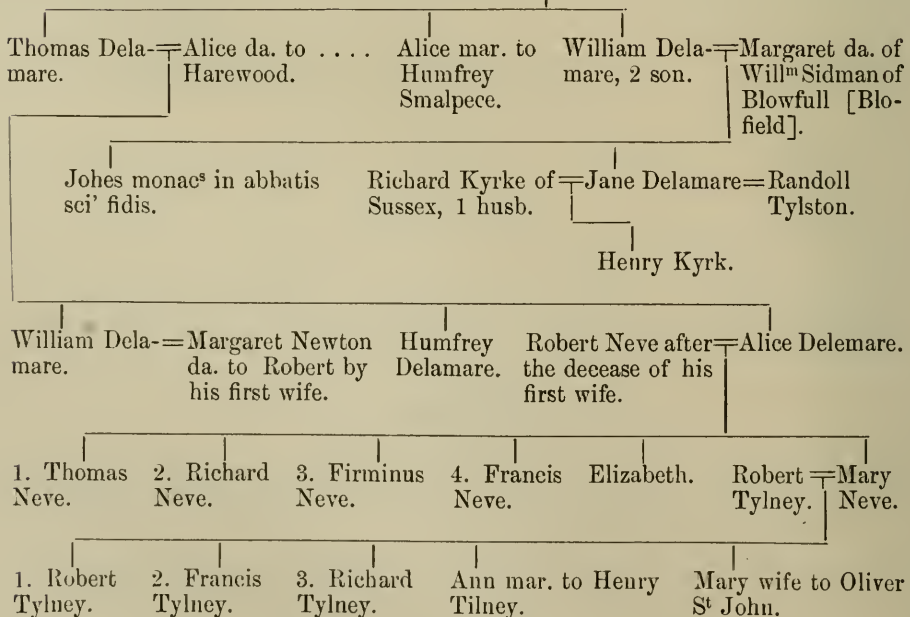 Thomas Dela-
mare.
Alice da. to ....
Harewood.
Alice mar. to
Humfrey
Smalpece.
William Dela-
mare, 2 son.
Margaret da. of
Willm Sidman of
Blowfull [Blo-
field].
Johes monacs in abbatis
sci' fidis.
Richard Kyrke of
Sussex, 1 husb.
Jane Delamare
Randoll
Tylston.
Henry Kyrk.
William Dela-
mare.
Margaret Newton
da. to Robert by
his first wife.
Humfrey
Delamare.
Robert Neve after
the decease of his
first wife.
Alice Delemare.
1. Thomas
Neve.
2. Richard
Neve.
3. Firminus
Neve.
4. Francis
Neve.
Elizabeth.
Robert
Tylney.
Mary
Neve.
1. Robert
Tylney.
2. Francis
Tylney.
3. Richard
Tylney.
Ann mar. to Henry
Tilney.
Mary wife to Oliver
St John.